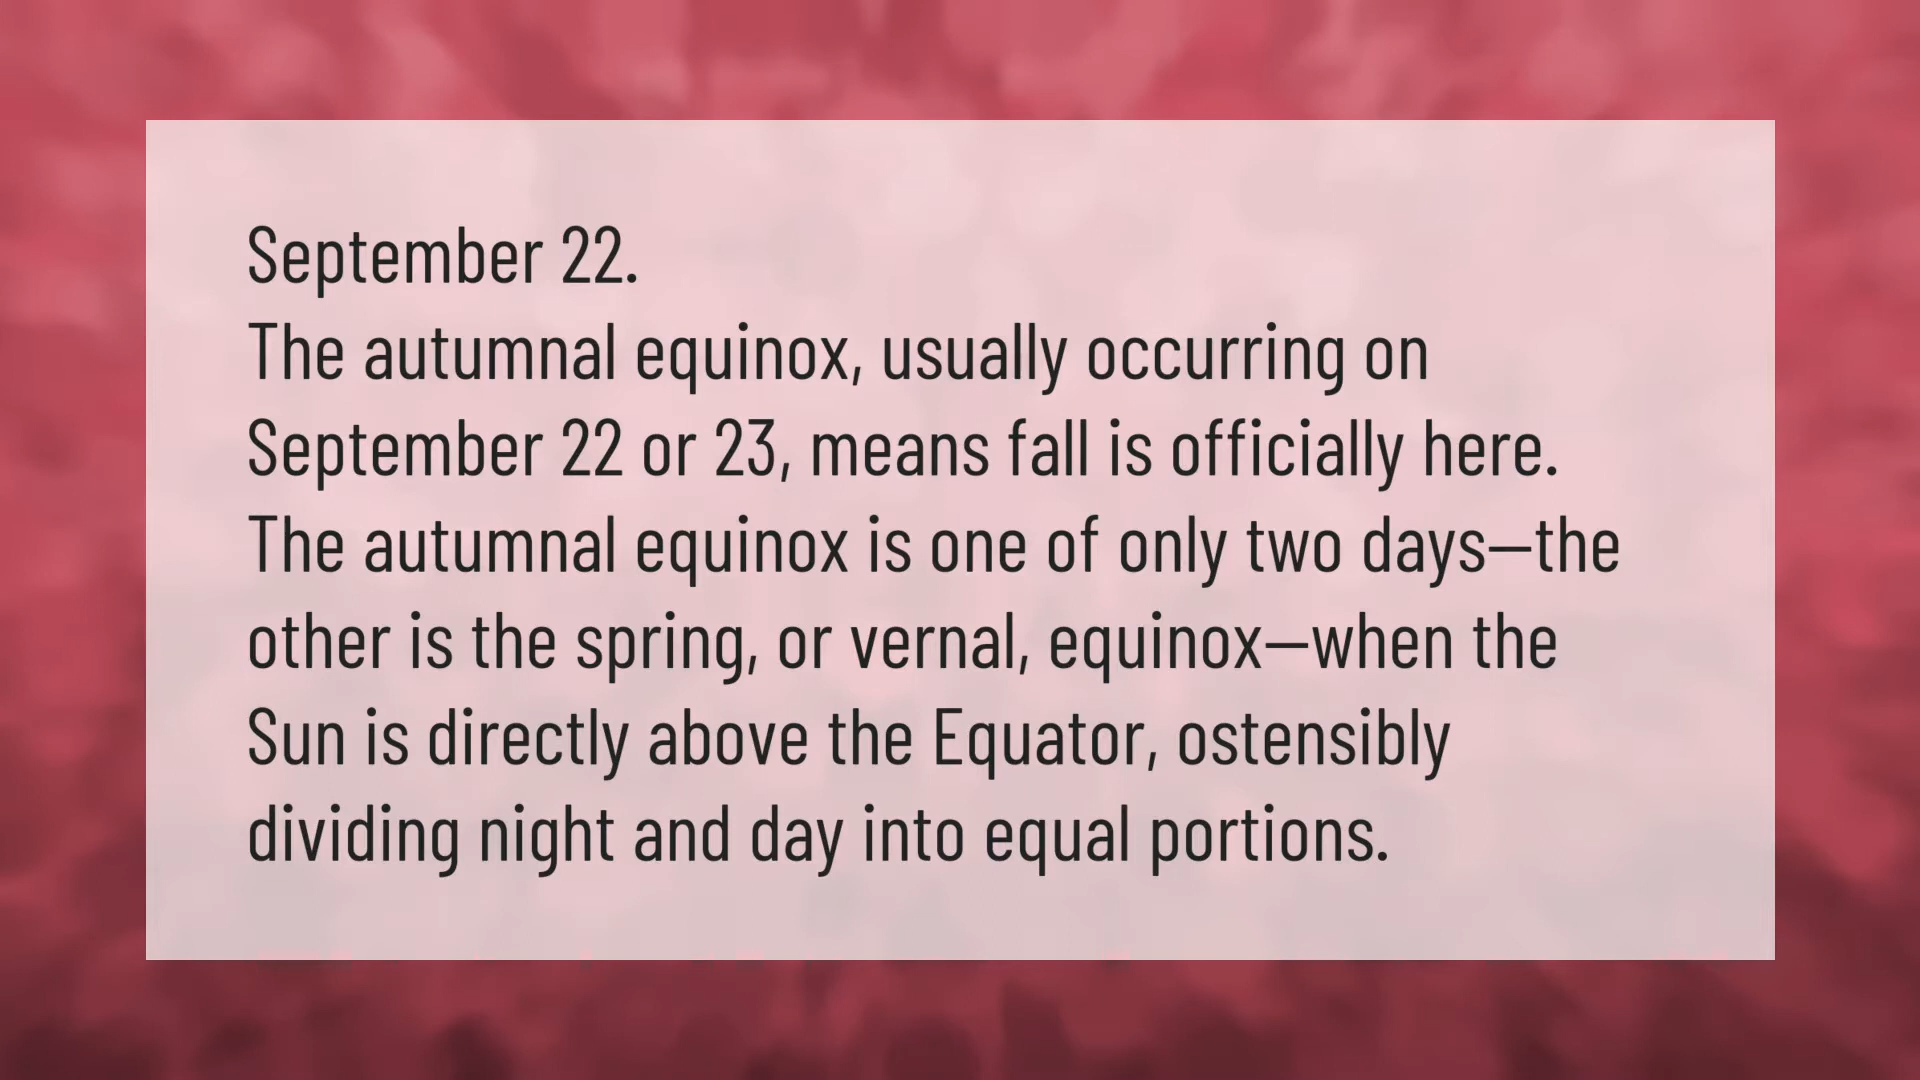 September 22.
The autumnal equinox, usually occurring on
September 22 or 23, means fall is officially here.
The autumnal equinox is one of only two days—the
other is the spring, or vernal, equinox—when the
Sun is directly above the Equator, ostensibly
dividing night and day into equal portions.